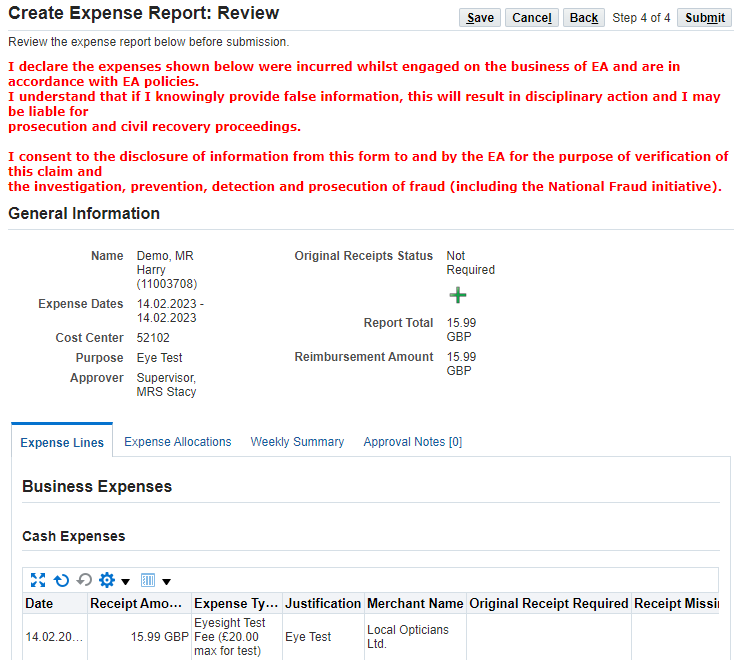 Create Expense Report: Review
Save Cancel Back Step 4 of 4 Submit
Review the expense report below before submission.
I declare the expenses shown below were incurred whilst engaged on the business of EA and are in
accordance with EA policies.
I understand that if I knowingly provide false information, this will result in disciplinary action and I may
be liable for
prosecution and civil recovery proceedings.
I consent to the disclosure of information from this form to and by the EA for the purpose of verification of
this claim and
the investigation, prevention, detection and prosecution of fraud (including the National Fraud initiative).
General Information
Name Demo, MR
Harry
(11003708)
Expense Dates 14.02.2023 -
14.02.2023
Cost Center 52102
Purpose Eye Test
Approver Supervisor,
MRS Stacy
Original Receipts Status Not
Required
Report Total 15.99
GBP
Reimbursement Amount 15.99
GBP
Expense Lines Expense Allocations Weekly Summary Approval Notes [0]
Business Expenses
Cash Expenses
Date Receipt Amo... Expense Ty... Justification Merchant Name Original Receipt Required Receipt Missi
14.02.20... 15.99 GBP Eyesight Test
Fee (£20.00
max for test) Eye Test Local Opticians
Ltd.